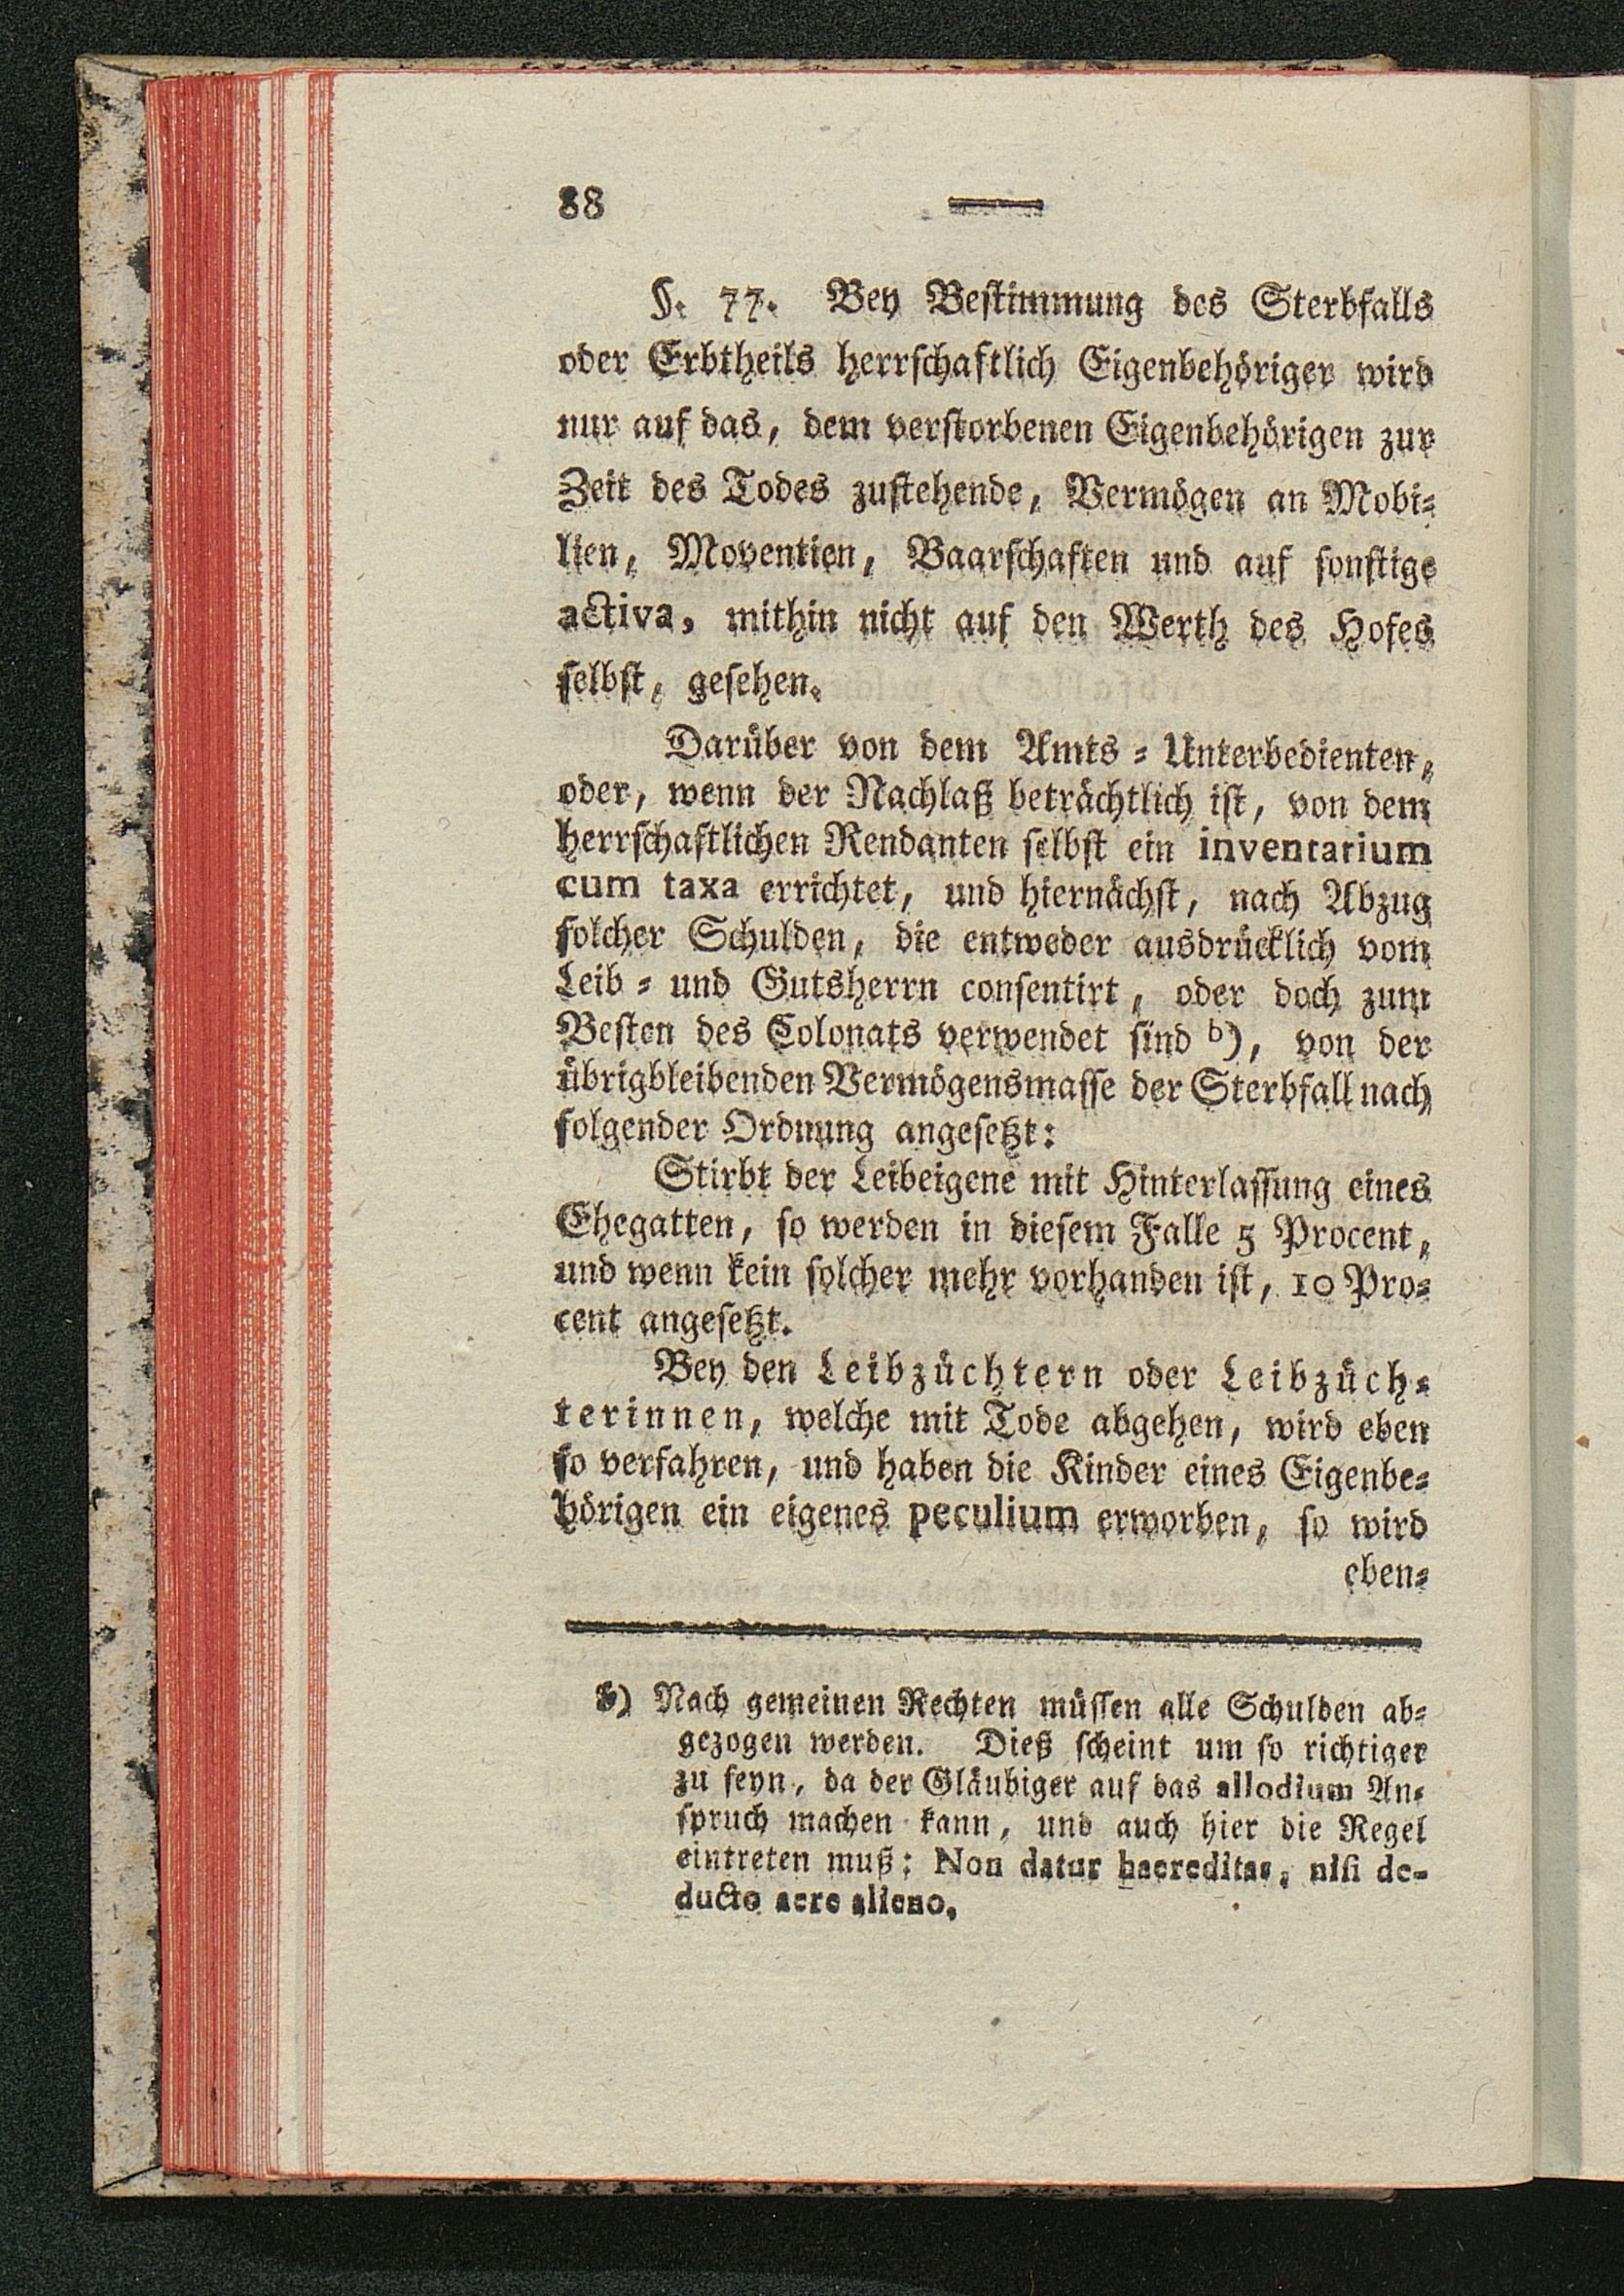 88
§. 77. Bey Bestimmung des Sterbfalls
oder Erbtheils herrschaftlich Eigenbehöriger wird
nur auf das, dem verstorbenen Eigenbehörigen zur
Zeit des Todes zustehende, Vermögen an Mobi-
lien, Moventien, Baarschaften und auf sonstige
activa, mithin nicht auf den Werth des Hofes
selbst, gesehen.
Darüber von dem Amts-Unterbedienten,
oder, wenn der Nachlaß beträchtlich ist, von dem
herrschaftlichen Rendanten selbst ein inventarium
cum taxa errichtet, und hiernächst, nach Abzug
solcher Schulden, die entweder ausdrücklich vom
Leib- und Gutsherrn consentirt, oder doch zum
Besten des Colonats verwendet sind b), von der
übrigbleibenden Vermögensmasse der Sterbfall nach
folgender Ordnung angesetzt:
Stirbt der Leibeigene mit Hinterlassung eines
Ehegatten, so werden in diesem Falle 5 Procent,
und wenn kein solcher mehr vorhanden ist, 10 Pro-
cent angesetzt.
Bey den Leibzüchtern oder Leibzüch-
terinnen, welche mit Tode abgehen, wird eben
so verfahren, und haben die Kinder eines Eigenbe-
hörigen ein eigenes peculium erworben, so wird
eben-
b) Nach gemeinen Rechten müssen alle Schulden ab-
gezogen werden. Dieß scheint um so richtiger
zu seyn, da der Gläubiger auf das allodium An-
spruch machen kann, und auch hier die Regel
eintreten muß: Non datur haereditas, nisi de-
ducto aere alieno.